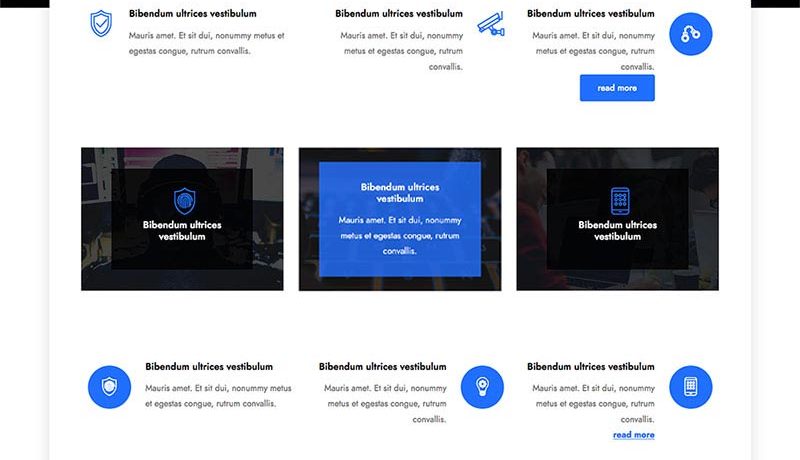 Bibendum ultrices vestibulum
Mauris amet. Et sit dui, nonummy metus et
egestas congue, rutrum convallis.
Bibendum ultrices vestibulum
Mauris amet. Et sit dui, nonummy
metus et egestas congue, rutrum
convallis.
Bibendum ultrices vestibulum
Mauris amet. Et sit dui, nonummy
metus et egestas congue, rutrum
convallis.
read more
Bibendum ultrices
vestibulum
Bibendum ultrices
vestibulum
Mauris amet. Et sit dui, nonummy
metus et egestas congue, rutrum
convallis.
Bibendum ultrices
vestibulum
Bibendum ultrices vestibulum
Mauris amet. Et sit dui, nonummy metus
et egestas congue, rutrum convallis.
Bibendum ultrices vestibulum
Mauris amet. Et sit dui, nonummy
metus et egestas congue, rutrum
convallis.
Bibendum ultrices vestibulum
Mauris amet. Et sit dui, nonummy
metus et egestas congue, rutrum
convallis.
read more